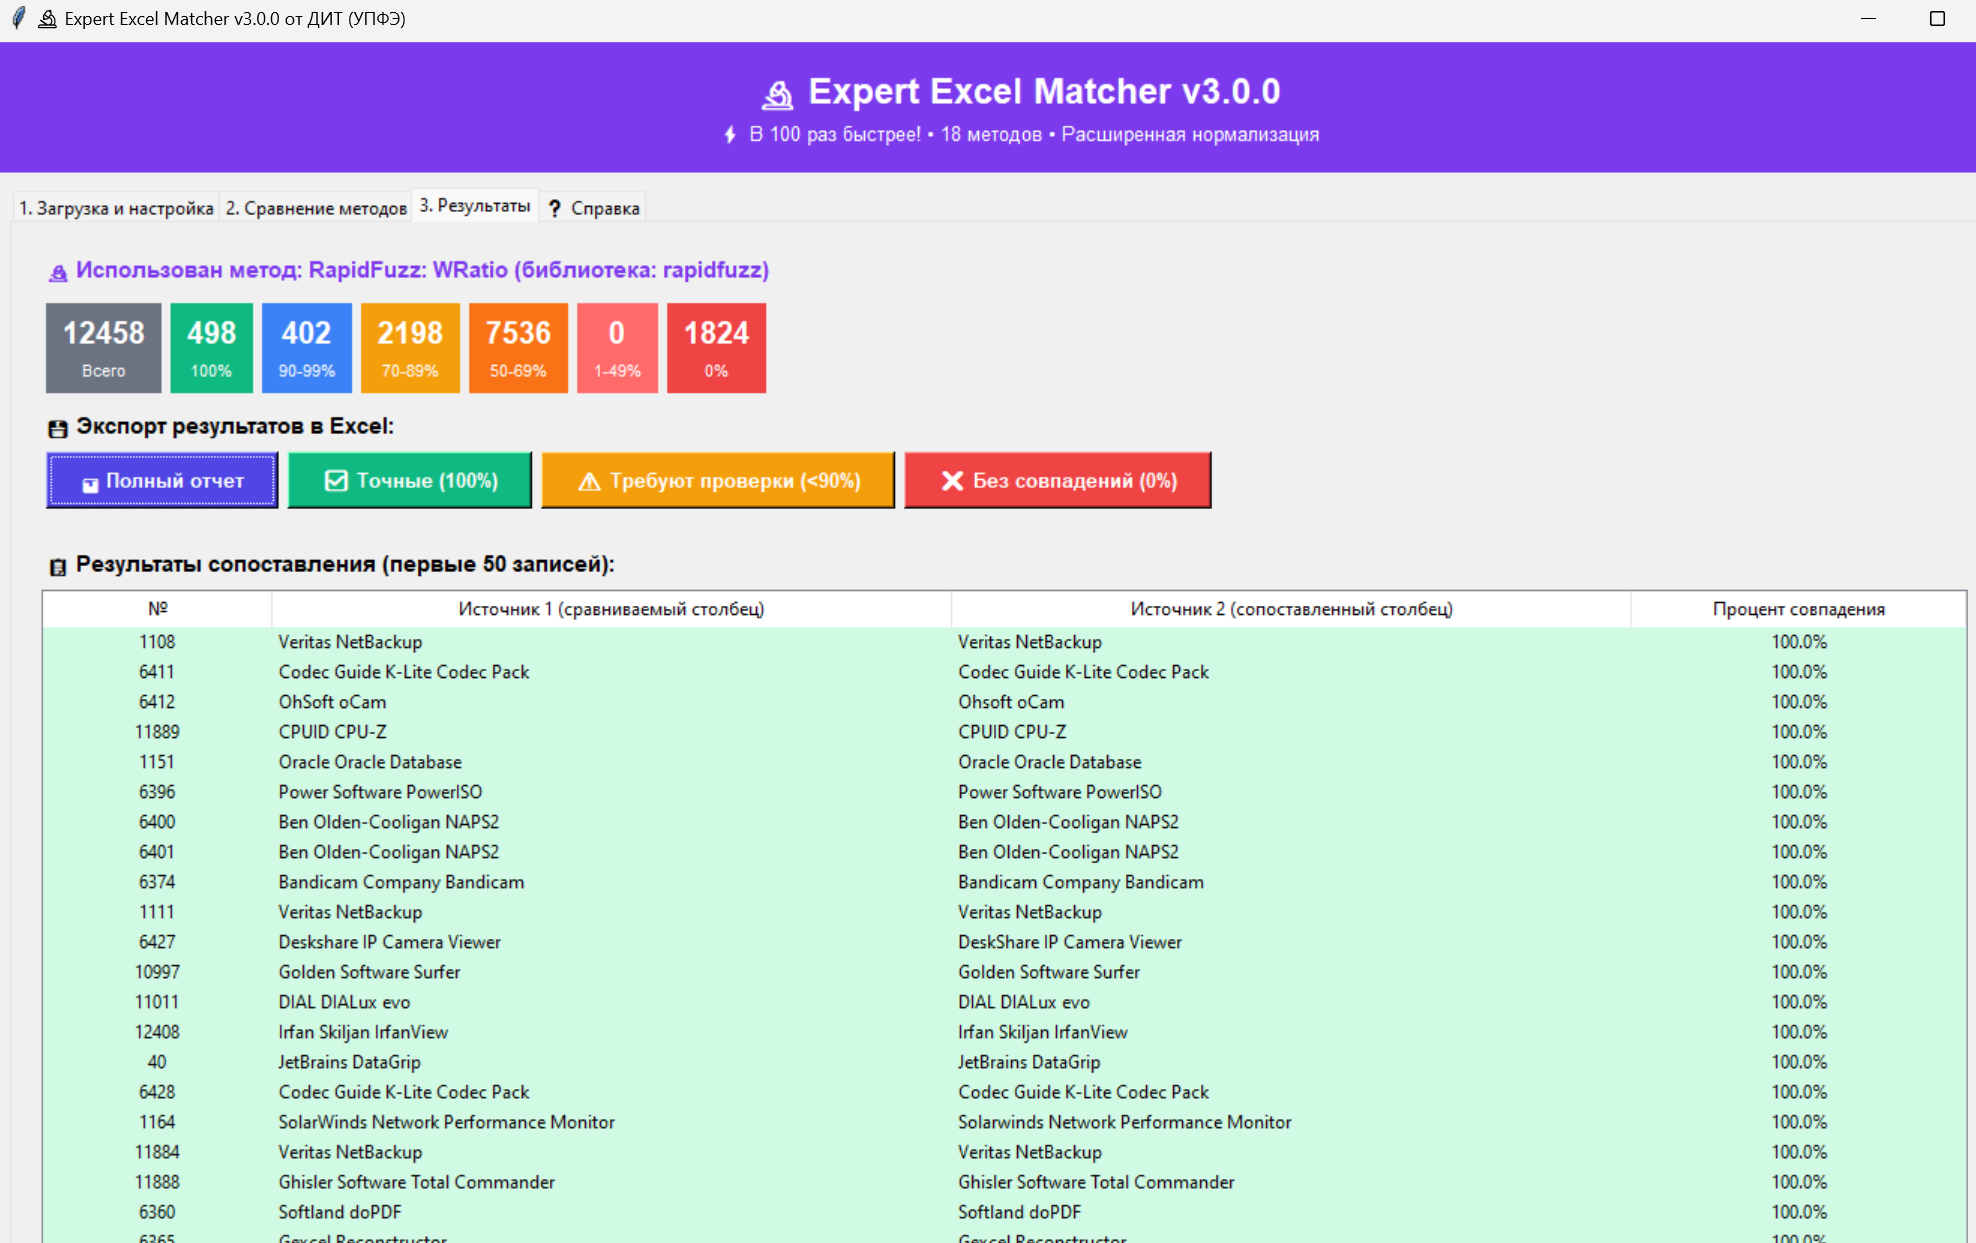 Expert Excel Matcher v3.0.0 от ДИТ (УПФЭ)
Expert Excel Matcher v3.0.0
В 100 раз быстрее! • 18 методов • Расширенная нормализация
1. Загрузка и настройка 2. Сравнение методов 3. Результаты ? Справка
Использован метод: RapidFuzz: WRatio (библиотека: rapidfuzz)
12458 498 402 2198 7536 0 1824
Всего 100% 90-99% 70-89% 50-69% 1-49% 0%
Экспорт результатов в Excel:
Полный отчет Точные (100%) Требуют проверки (<90%) Без совпадений (0%)
Результаты сопоставления (первые 50 записей):
№ Источник 1 (сравниваемый столбец) Источник 2 (сопоставленный столбец) Процент совпадения
1108 Veritas NetBackup Veritas NetBackup 100.0%
6411 Codec Guide K-Lite Codec Pack Codec Guide K-Lite Codec Pack 100.0%
6412 OhSoft oCam Ohsoft oCam 100.0%
11889 CPUID CPU-Z CPUID CPU-Z 100.0%
1151 Oracle Oracle Database Oracle Oracle Database 100.0%
6396 Power Software PowerISO Power Software PowerISO 100.0%
6400 Ben Olden-Cooligan NAPS2 Ben Olden-Cooligan NAPS2 100.0%
6401 Ben Olden-Cooligan NAPS2 Ben Olden-Cooligan NAPS2 100.0%
6374 Bandicam Company Bandicam Bandicam Company Bandicam 100.0%
1111 Veritas NetBackup Veritas NetBackup 100.0%
6427 Deskshare IP Camera Viewer DeskShare IP Camera Viewer 100.0%
10997 Golden Software Surfer Golden Software Surfer 100.0%
11011 DIAL DIALux evo DIAL DIALux evo 100.0%
12408 Irfan Skiljan IrfanView Irfan Skiljan IrfanView 100.0%
40 JetBrains DataGrip JetBrains DataGrip 100.0%
6428 Codec Guide K-Lite Codec Pack Codec Guide K-Lite Codec Pack 100.0%
1164 SolarWinds Network Performance Monitor Solarwinds Network Performance Monitor 100.0%
11884 Veritas NetBackup Veritas NetBackup 100.0%
11888 Ghisler Software Total Commander Ghisler Software Total Commander 100.0%
6360 Softland doPDF Softland doPDF 100.0%
6365 Gexcel Reconstructor Gexcel Reconstructor 100.0%